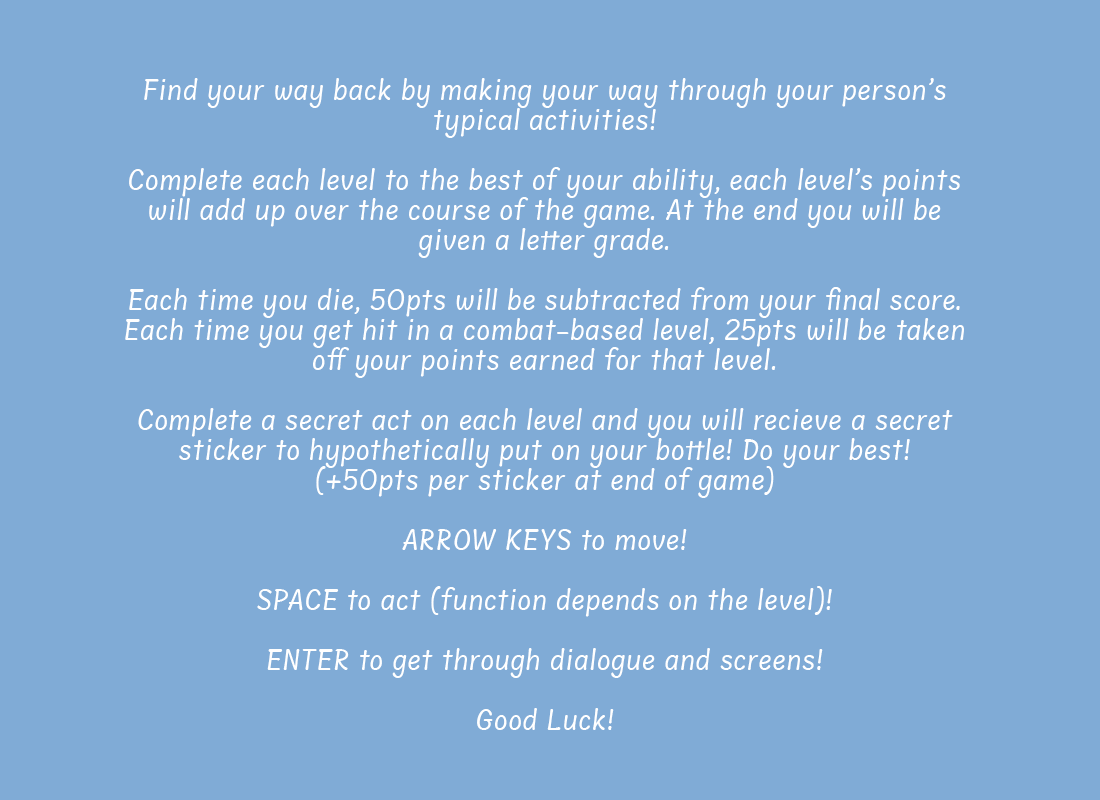 Find your way back by making your way through your person’s
typical activities!
Complete each level to the best of your ability, each level’s points
will add up over the course of the game. At the end you will be
given a letter grade.
Each time you die, 50pts will be subtracted from your final score.
Each time you get hit in a combat-based level, 25pts will be taken
off your points earned for that level.
Complete a secret act on each level and you will recieve a secret
sticker to hypothetically put on your bottle! Do your best!
(+50pts per sticker at end of game)
ARROW KEYS to move!
SPACE to act (function depends on the level)!
ENTER to get through dialogue and screens!
Good Luck!